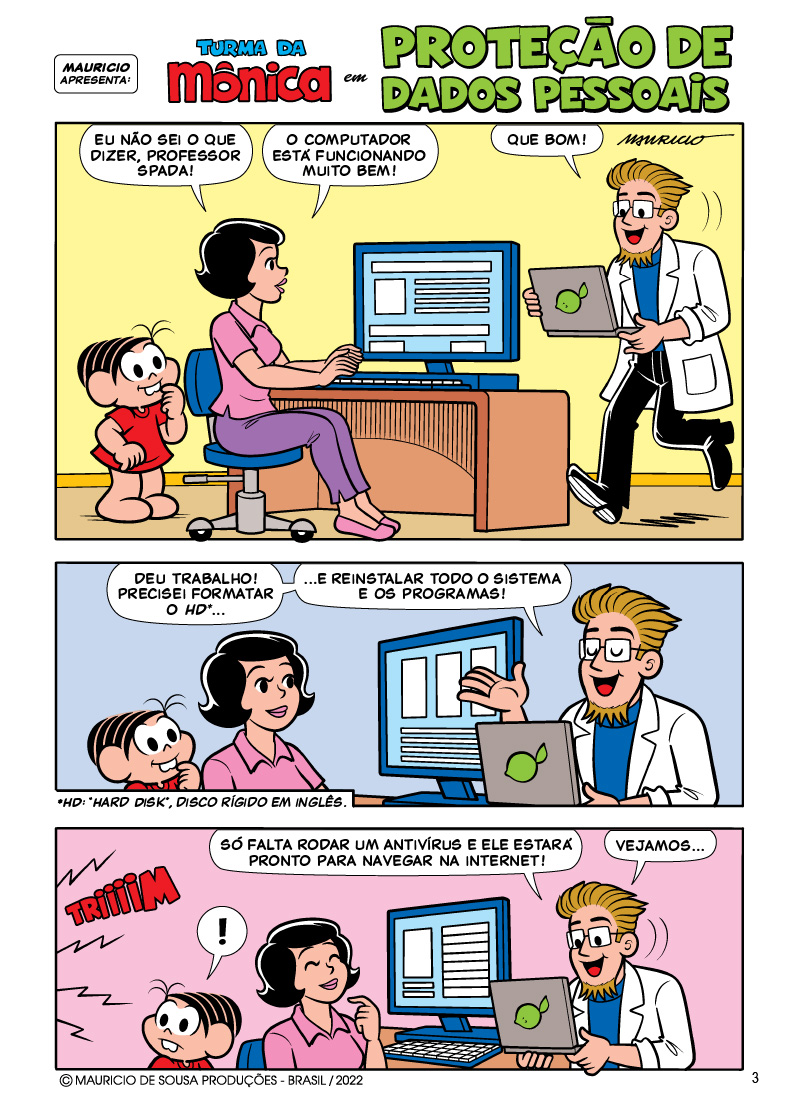 MAURICIO
APRESENTA:
TURMA DA
MÔNICA
em
PROTEÇÃO DE
DADOS PESSOAIS
EU NÃO SEI O QUE
DIZER, PROFESSOR
SPADA!
O COMPUTADOR
ESTÁ FUNCIONANDO
MUITO BEM!
QUE BOM!
MAURICIO
DEU TRABALHO!
PRECISEI FORMATAR
O HD*...
...E REINSTALAR TODO O SISTEMA
E OS PROGRAMAS!
*HD: "HARD DISK", DISCO RÍGIDO EM INGLÊS.
TRIIIIM
!
SÓ FALTA RODAR UM ANTIVÍRUS E ELE ESTARÁ
PRONTO PARA NAVEGAR NA INTERNET!
VEJAMOS...
© MAURICIO DE SOUSA PRODUÇÕES - BRASIL / 2022
3